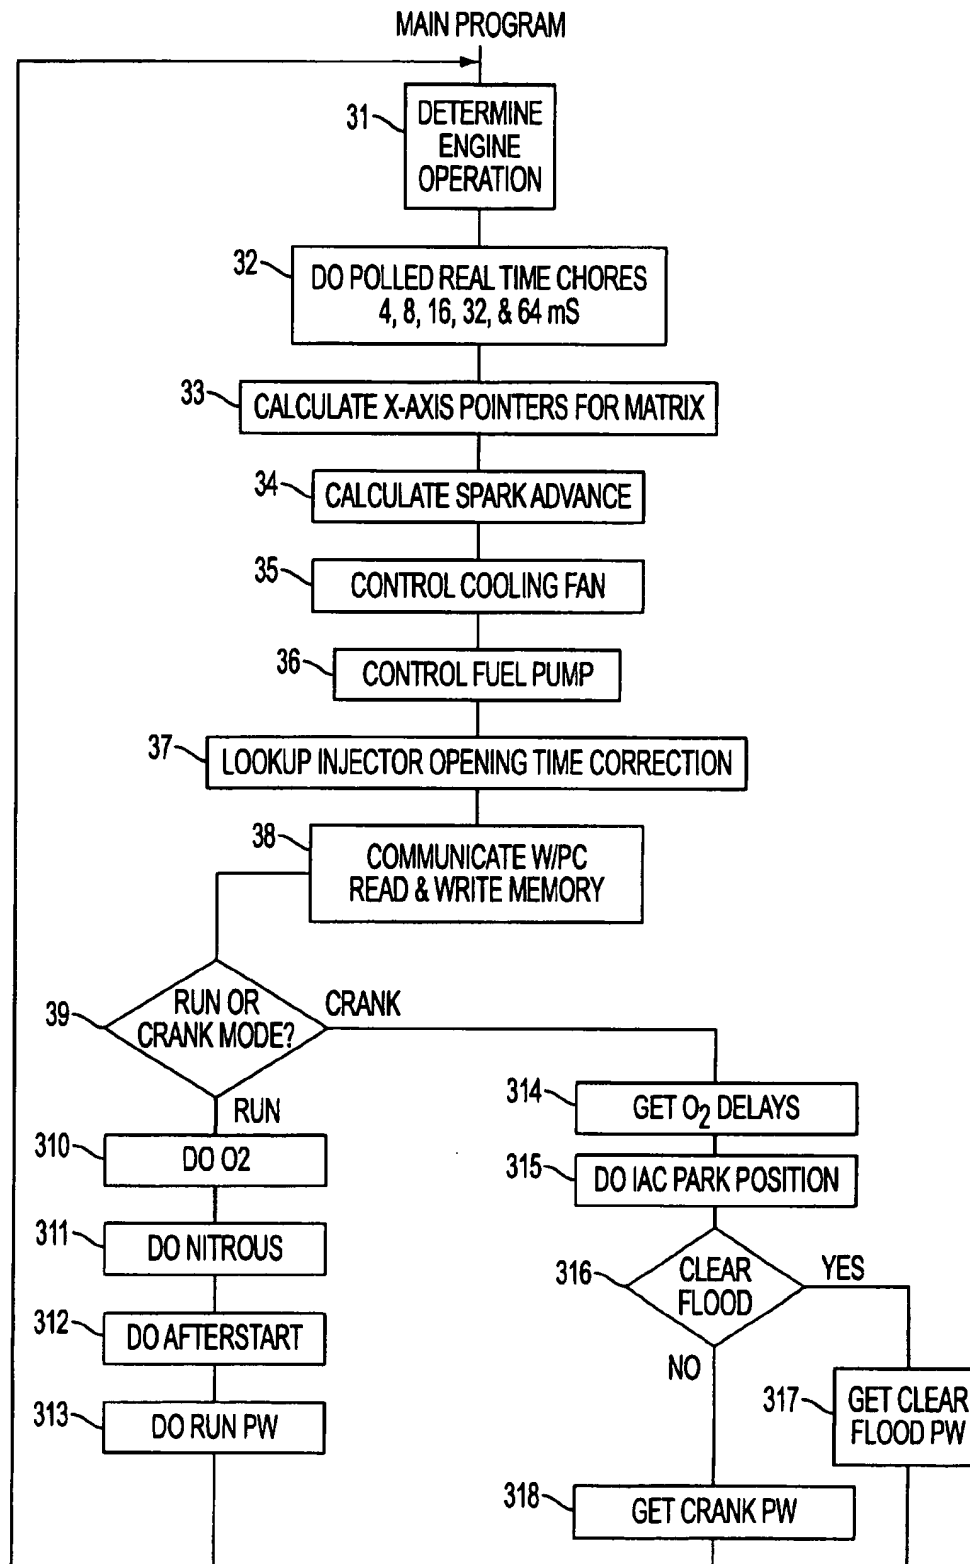 MAIN PROGRAM
31
DETERMINE
ENGINE
OPERATION
32
DO POLLED REAL TIME CHORES
4, 8, 16, 32, & 64 mS
33
CALCULATE X-AXIS POINTERS FOR MATRIX
34
CALCULATE SPARK ADVANCE
35
CONTROL COOLING FAN
36
CONTROL FUEL PUMP
37
LOOKUP INJECTOR OPENING TIME CORRECTION
38
COMMUNICATE W/PC
READ & WRITE MEMORY
39
RUN OR
CRANK MODE?
CRANK
RUN
310
DO O2
311
DO NITROUS
312
DO AFTERSTART
313
DO RUN PW
314
GET O2 DELAYS
315
DO IAC PARK POSITION
316
CLEAR
FLOOD
YES
NO
317
GET CLEAR
FLOOD PW
318
GET CRANK PW